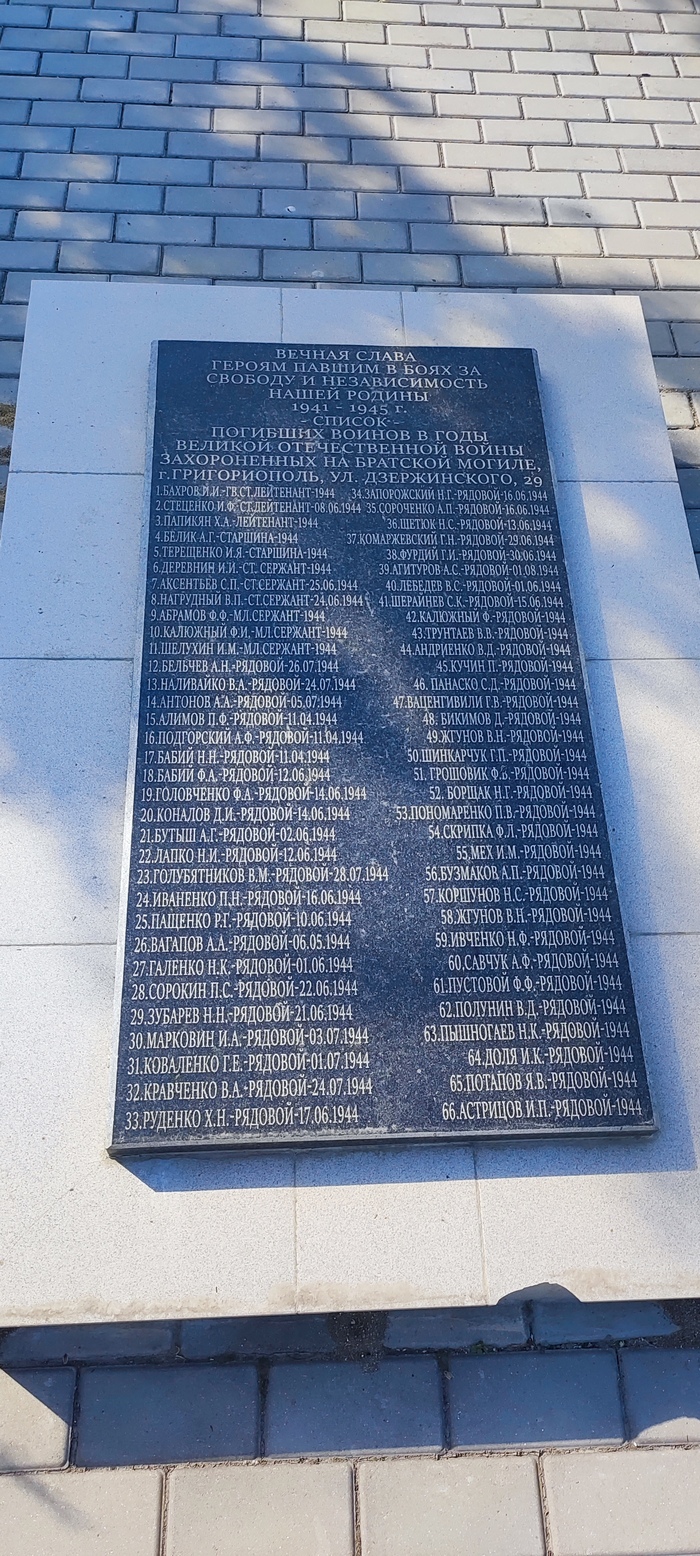 ВЕЧНАЯ СЛАВА
ГЕРОЯМ ПАВШИМ В БОЯХ ЗА
СВОБОДУ И НЕЗАВИСИМОСТЬ
НАШЕЙ РОДИНЫ
1941 - 1945 г.
- СПИСОК -
ПОГИБШИХ ВОИНОВ В ГОДЫ
ВЕЛИКОЙ ОТЕЧЕСТВЕННОЙ ВОЙНЫ
ЗАХОРОНЕННЫХ НА БРАТСКОЙ МОГИЛЕ,
г.ГРИГОРИОПОЛЬ, УЛ. ДЗЕРЖИНСКОГО, 29
1.БАХРОВ И.И.-ГВ.СТ.ЛЕЙТЕНАНТ-1944
2.СТЕЦЕНКО И.Ф.-СТ.ЛЕЙТЕНАНТ-08.06.1944
3.ПАПИКЯН Х.А.-ЛЕЙТЕНАНТ-1944
4.БЕЛИК А.Г.-СТАРШИНА-1944
5.ТЕРЕЩЕНКО И.Я.-СТАРШИНА-1944
6.ДЕРЕВНИН И.И.-СТ. СЕРЖАНТ-1944
7.АКСЕНТЬЕВ С.П.-СТ.СЕРЖАНТ-25.06.1944
8.НАГРУДНЫЙ В.П.-СТ.СЕРЖАНТ-24.06.1944
9.АБРАМОВ Ф.Ф.-МЛ.СЕРЖАНТ-1944
10.КАЛЮЖНЫЙ Ф.И.-МЛ.СЕРЖАНТ-1944
11.ШЕЛУХИН И.М.-МЛ.СЕРЖАНТ-1944
12.БЕЛЬЧЕВ А.Н.-РЯДОВОЙ-26.07.1944
13.НАЛИВАЙКО В.А.-РЯДОВОЙ-24.07.1944
14.АНТОНОВ А.А.-РЯДОВОЙ-05.07.1944
15.АЛИМОВ П.Ф.-РЯДОВОЙ-11.04.1944
16.ПОДГОРСКИЙ А.Ф.-РЯДОВОЙ-11.04.1944
17.БАБИЙ Н.Н.-РЯДОВОЙ-11.04.1944
18.БАБИЙ Ф.А.-РЯДОВОЙ-12.06.1944
19.ГОЛОВЧЕНКО Ф.А.-РЯДОВОЙ-14.06.1944
20.КОНАЛОВ Д.И.-РЯДОВОЙ-14.06.1944
21.БУТЫШ А.Г.-РЯДОВОЙ-02.06.1944
22.ЛАПКО Н.И.-РЯДОВОЙ-12.06.1944
23.ГОЛУБЯТНИКОВ В.М.-РЯДОВОЙ-28.07.1944
24.ИВАНЕНКО П.Н.-РЯДОВОЙ-16.06.1944
25.ПАЩЕНКО Р.Г.-РЯДОВОЙ-10.06.1944
26.ВАГАПОВ А.А.-РЯДОВОЙ-06.05.1944
27.ГАЛЕНКО Н.К.-РЯДОВОЙ-01.06.1944
28.СОРОКИН П.С.-РЯДОВОЙ-22.06.1944
29.ЗУБАРЕВ Н.Н.-РЯДОВОЙ-21.06.1944
30.МАРКОВИН И.А.-РЯДОВОЙ-03.07.1944
31.КОВАЛЕНКО Г.Е.-РЯДОВОЙ-01.07.1944
32.КРАВЧЕНКО В.А.-РЯДОВОЙ-24.07.1944
33.РУДЕНКО Х.Н.-РЯДОВОЙ-17.06.1944
34.ЗАПОРОЖСКИЙ Н.Г.-РЯДОВОЙ-16.06.1944
35.СОРОЧЕНКО А.П.-РЯДОВОЙ-16.06.1944
36.ЩЕТЮК Н.С.-РЯДОВОЙ-13.06.1944
37.КОМАРЖЕВСКИЙ Г.Н.-РЯДОВОЙ-29.06.1944
38.ФУРДИЙ Г.И.-РЯДОВОЙ-30.06.1944
39.АГИТУРОВ А.С.-РЯДОВОЙ-01.08.1944
40.ЛЕБЕДЕВ В.С.-РЯДОВОЙ-01.06.1944
41.ШЕРАЙНЕВ С.К.-РЯДОВОЙ-15.06.1944
42.КАЛЮЖНЫЙ Ф.-РЯДОВОЙ-1944
43.ТРУНТАЕВ В.В.-РЯДОВОЙ-1944
44.АНДРИЕНКО В.Д.-РЯДОВОЙ-1944
45.КУЧИН П.-РЯДОВОЙ-1944
46. ПАНАСКО С.Д.-РЯДОВОЙ-1944
47.ВАЦЕНГИВИЛИ Г.В.-РЯДОВОЙ-1944
48. БИКИМОВ Д.-РЯДОВОЙ-1944
49.ЖГУНОВ В.Н.-РЯДОВОЙ-1944
50.ШИНКАРЧУК Г.П.-РЯДОВОЙ-1944
51. ГРОШОВИК Ф.Б.-РЯДОВОЙ-1944
52. БОРЩАК Н.Г.-РЯДОВОЙ-1944
53.ПОНОМАРЕНКО П.В.-РЯДОВОЙ-1944
54.СКРИПКА Ф.Л.-РЯДОВОЙ-1944
55.МЕХ И.М.-РЯДОВОЙ-1944
56.БУЗМАКОВ А.П.-РЯДОВОЙ-1944
57.КОРШУНОВ Н.С.-РЯДОВОЙ-1944
58.ЖГУНОВ В.Н.-РЯДОВОЙ-1944
59.ИВЧЕНКО Н.Ф.-РЯДОВОЙ-1944
60.САВЧУК А.Ф.-РЯДОВОЙ-1944
61.ПУСТОВОЙ Ф.Ф.-РЯДОВОЙ-1944
62.ПОЛУНИН В.Д.-РЯДОВОЙ-1944
63.ПЫШНОГАЕВ Н.К.-РЯДОВОЙ-1944
64.ДОЛЯ И.К.-РЯДОВОЙ-1944
65.ПОТАПОВ Я.В.-РЯДОВОЙ-1944
66.АСТРИЦОВ И.П.-РЯДОВОЙ-1944